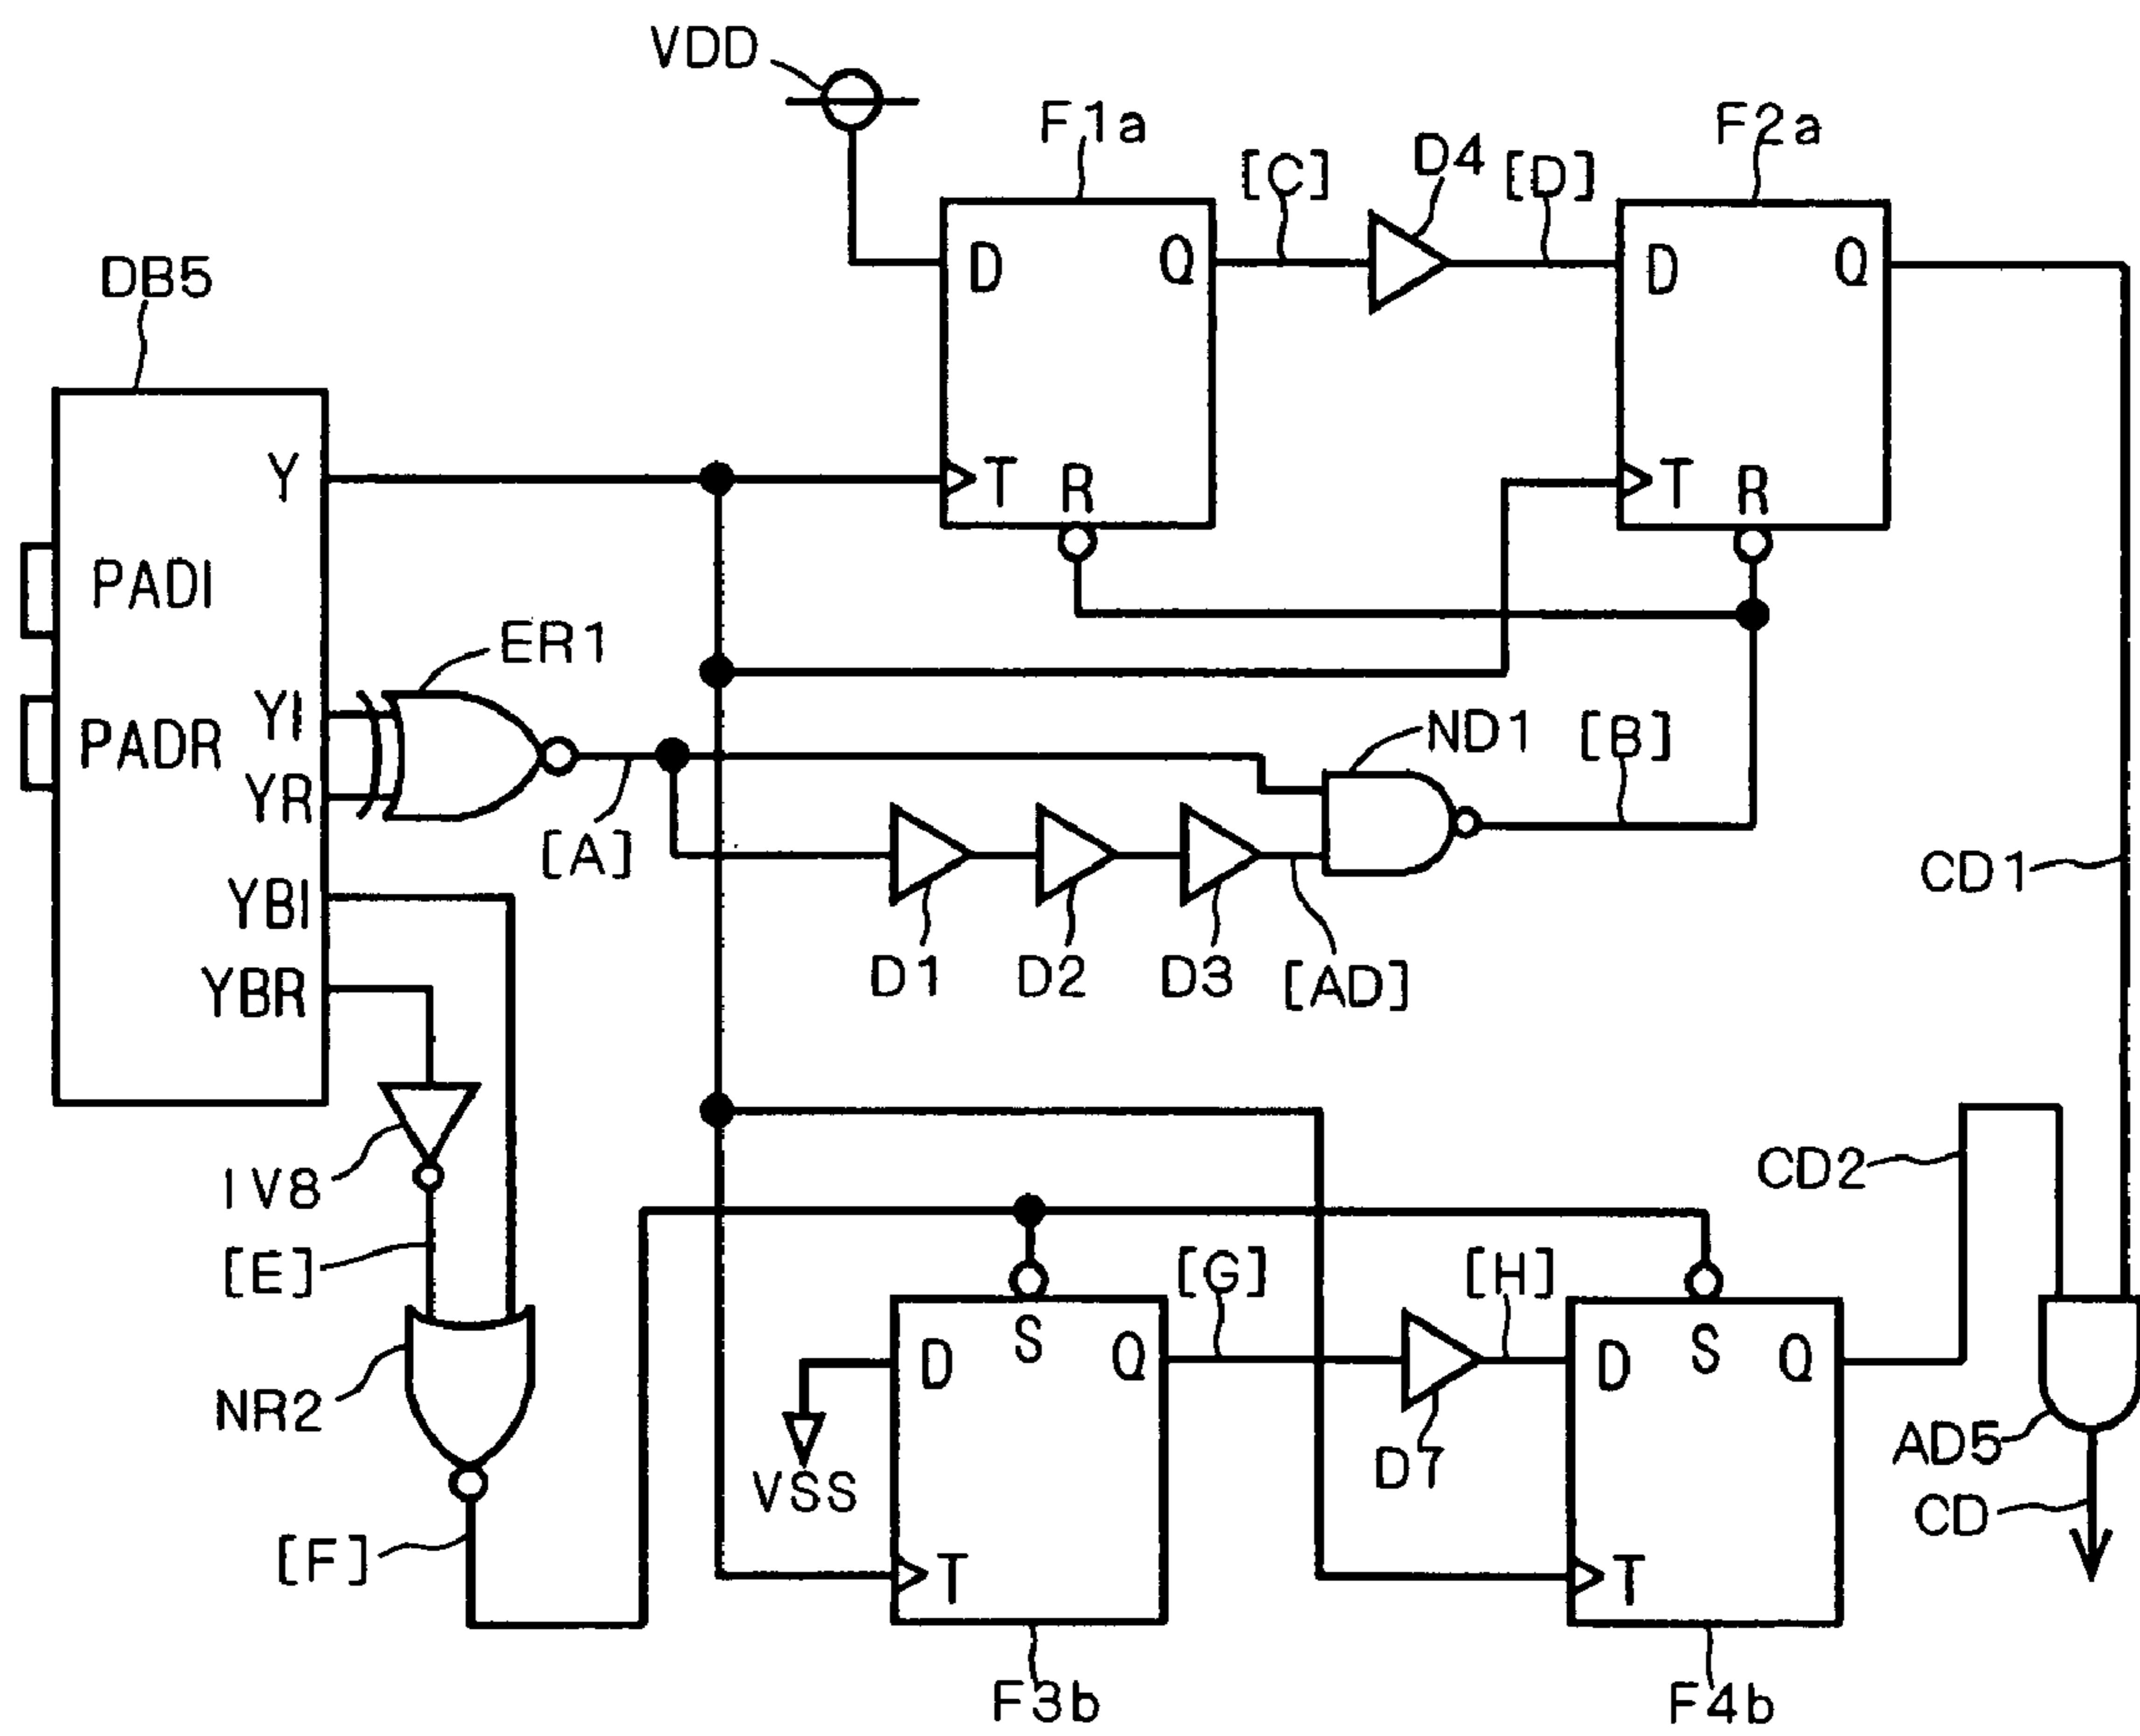 VDD
F1a
F2a
[C]
D4
[D]
D
Q
D
Q
DB5
Y
T
R
T
R
PADI
ER1
YI
PADR
YR
ND1
[B]
[A]
YBI
CD1
D1
D2
D3
[AD]
YBR
IV8
CD2
[E]
[G]
[H]
D
S
Q
D
S
Q
NR2
VSS
D7
AD5
CD
[F]
T
T
F3b
F4b